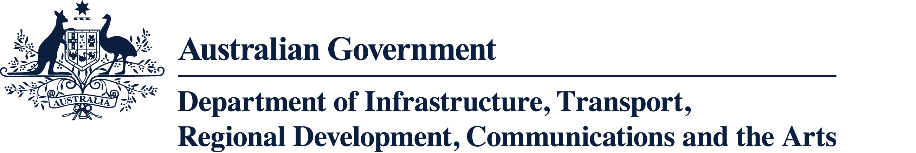 AUSTRALIA
Australian Government
Department of Infrastructure, Transport,
Regional Development, Communications and the Arts